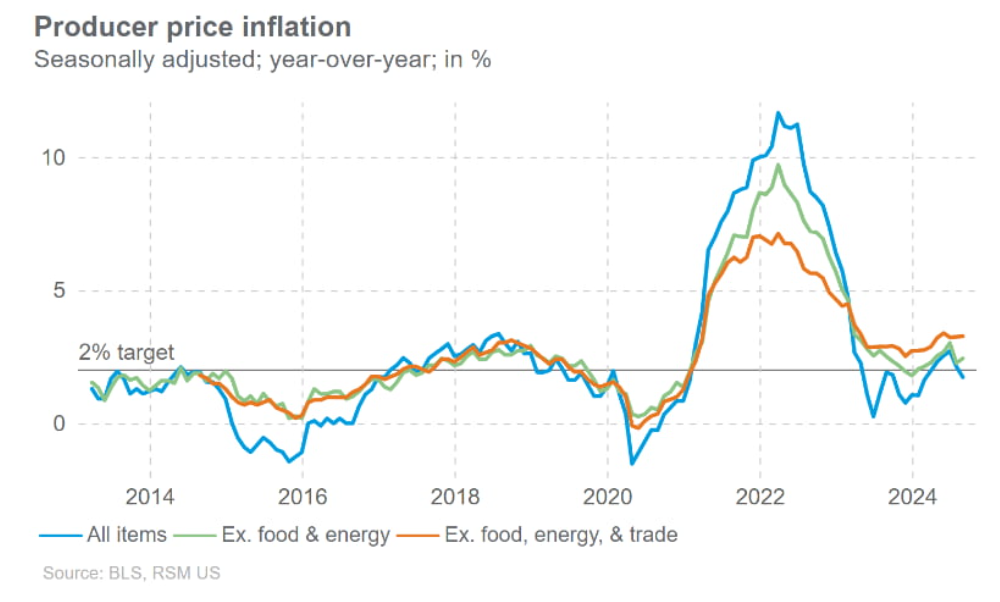 Producer price inflation
Seasonally adjusted; year-over-year; in %
10
5
2% target
0
2014 2016 2018 2020 2022 2024
All items Ex. food & energy Ex. food, energy, & trade
Source: BLS, RSM US